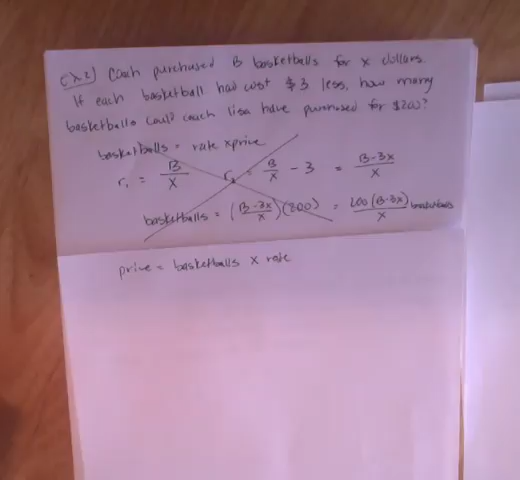 Ex 2) Coach purchased B basketballs for x dollars.
If each basketball had cost $3 less, how many
basketballs could coach lisa have purchased for $200?
basketballs = rate x price
r₁ = B/x r₂ = B/x - 3 = B-3x/x
basketballs = (B-3x/x)(200) = 200(B-3x)/x basketballs
price = basketballs x rate